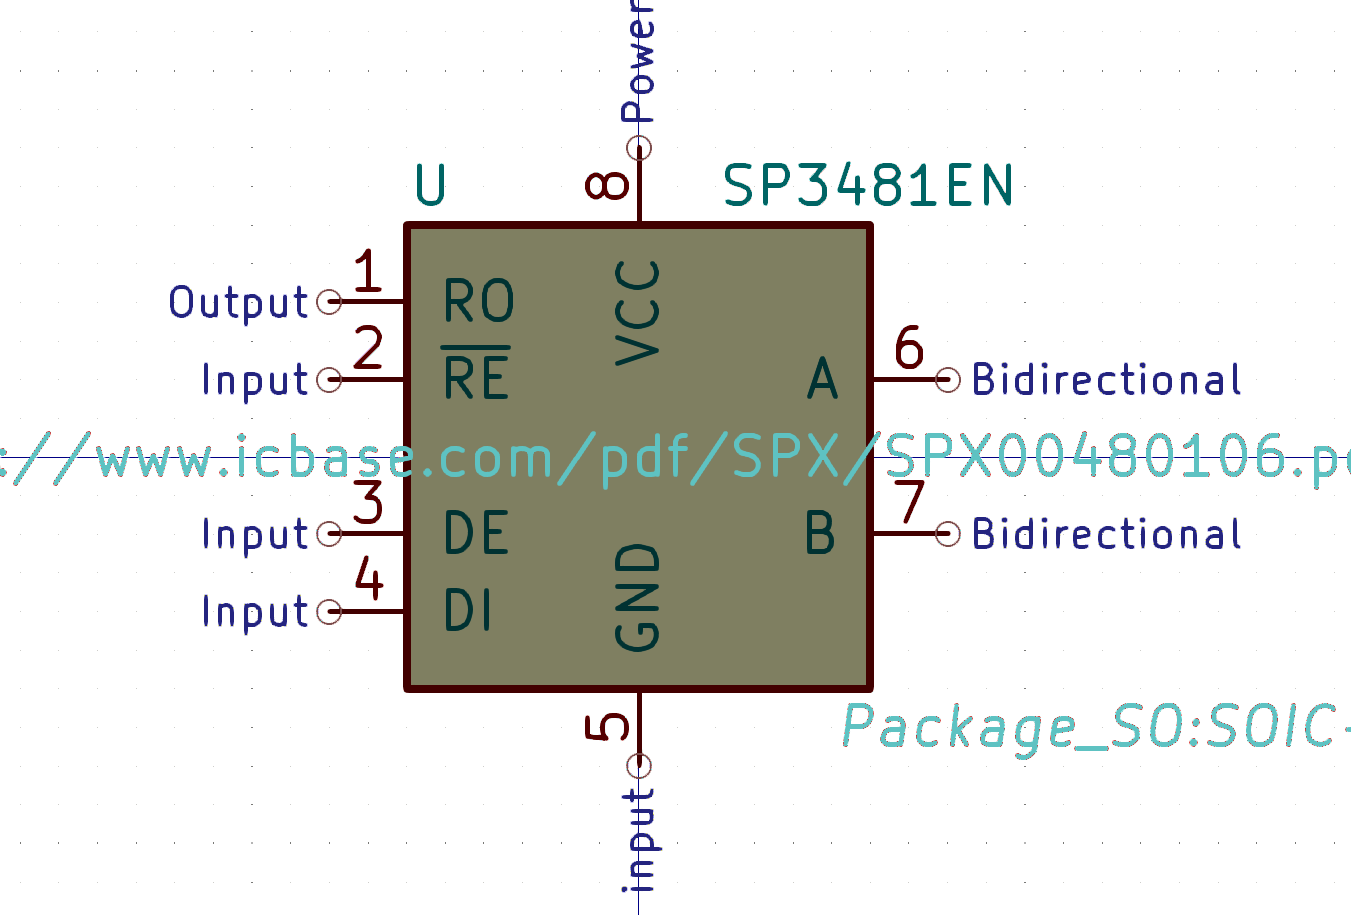 Power
8
U
SP3481EN
1
Output
RO
VCC
2
Input
RE
6
A
Bidirectional
://www.icbase.com/pdf/SPX/SPX00480106.p
3
Input
DE
7
B
Bidirectional
4
Input
DI
GND
5
Package_SO:SOIC-
input